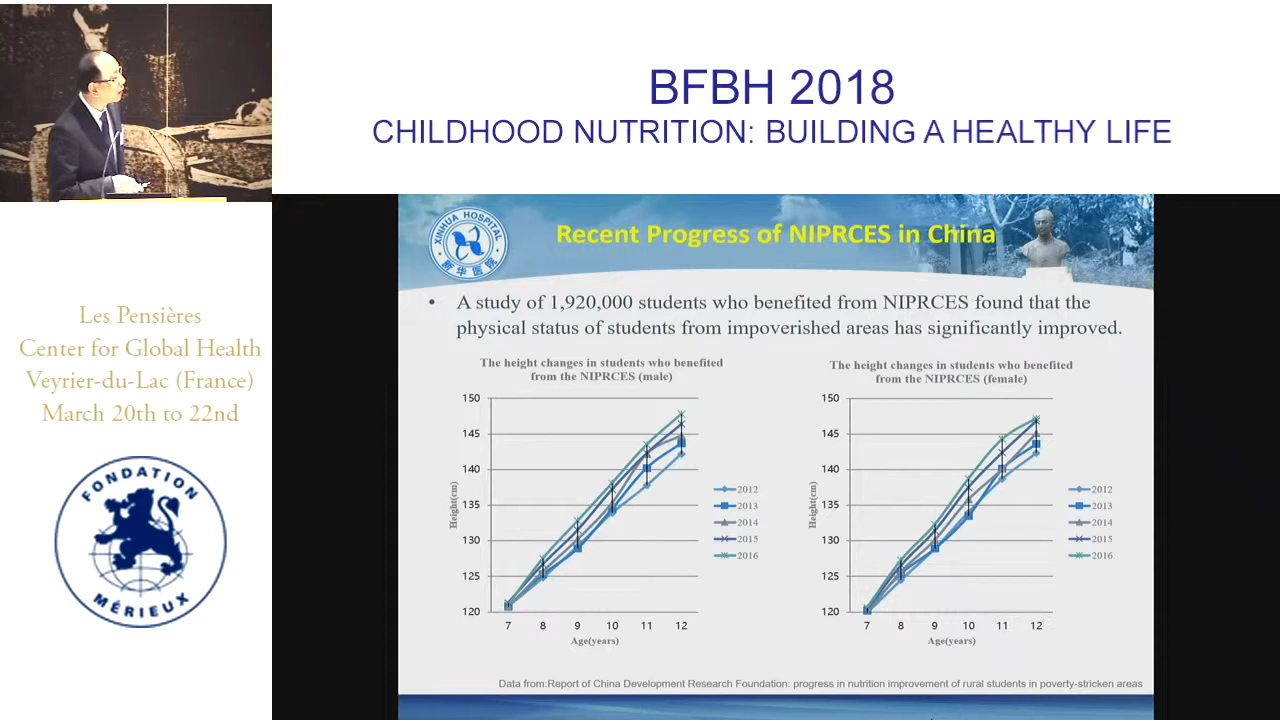 BFBH 2018
CHILDHOOD NUTRITION: BUILDING A HEALTHY LIFE
Les Pensières
Center for Global Health
Veyrier-du-Lac (France)
March 20th to 22nd
FONDATION
MÉRIEUX
XINHUA HOSPITAL
新华医院
Recent Progress of NIPRCES in China
• A study of 1,920,000 students who benefited from NIPRCES found that the
physical status of students from impoverished areas has significantly improved.
The height changes in students who benefited
from the NIPRCES (male)
150
145
140
135
130
125
120
Height(cm)
7 8 9 10 11 12
Age(years)
2012
2013
2014
2015
2016
The height changes in students who benefited
from the NIPRCES (female)
150
145
140
135
130
125
120
Height(cm)
7 8 9 10 11 12
Age(years)
2012
2013
2014
2015
2016
Data from:Report of China Development Research Foundation: progress in nutrition improvement of rural students in poverty-stricken areas